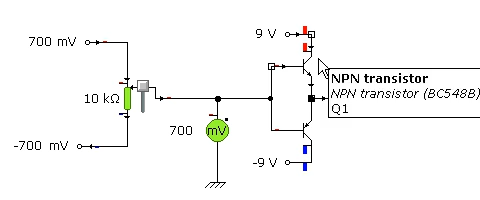 700 mV
9 V
NPN transistor
NPN transistor (BC548B)
Q1
10 kΩ
700 mV
-700 mV
-9 V